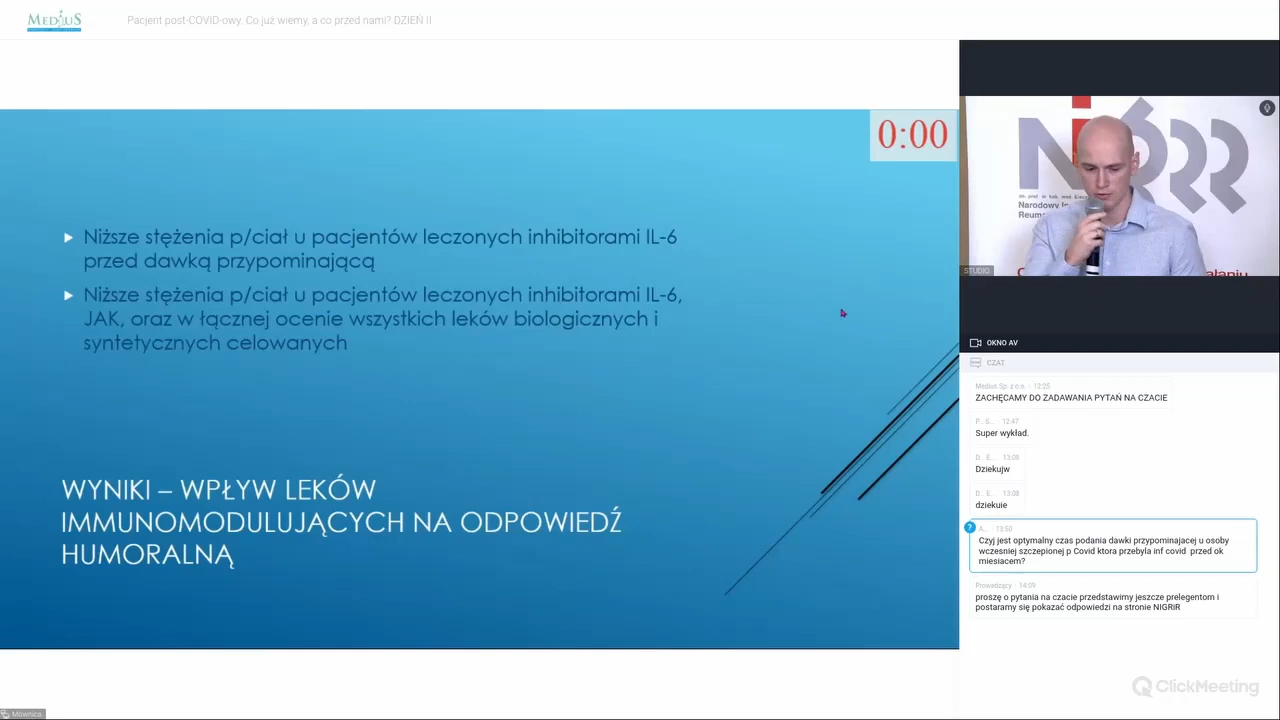 MEDIUS
Pacjent post-COVID-owy. Co już wiemy, a co przed nami? DZIEŃ II
0:00
Niższe stężenia p/ciał u pacjentów leczonych inhibitorami IL-6
przed dawką przypominającą
Niższe stężenia p/ciał u pacjentów leczonych inhibitorami IL-6,
JAK, oraz w łącznej ocenie wszystkich leków biologicznych i
syntetycznych celowanych
WYNIKI – WPŁYW LEKÓW
IMMUNOMODULUJĄCYCH NA ODPOWIEDŹ
HUMORALNĄ
Mównica
Narodowy
Reum
STUDIO
OKNO AV
CZAT
Medius Sp. z o.o. · 12:25
ZACHĘCAMY DO ZADAWANIA PYTAŃ NA CZACIE
P... S... · 12:47
Super wykład.
D... E... · 13:08
Dziekujw
D... E... · 13:08
dziekuie
? A... · 13:50
Czyj jest optymalny czas podania dawki przypominajacej u osoby
wczesniej szczepionej p Covid ktora przebyla inf covid przed ok
miesiacem?
Prowadzący · 14:09
proszę o pytania na czacie przedstawimy jeszcze prelegentom i
postaramy się pokazać odpowiedzi na stronie NIGRiR
ClickMeeting